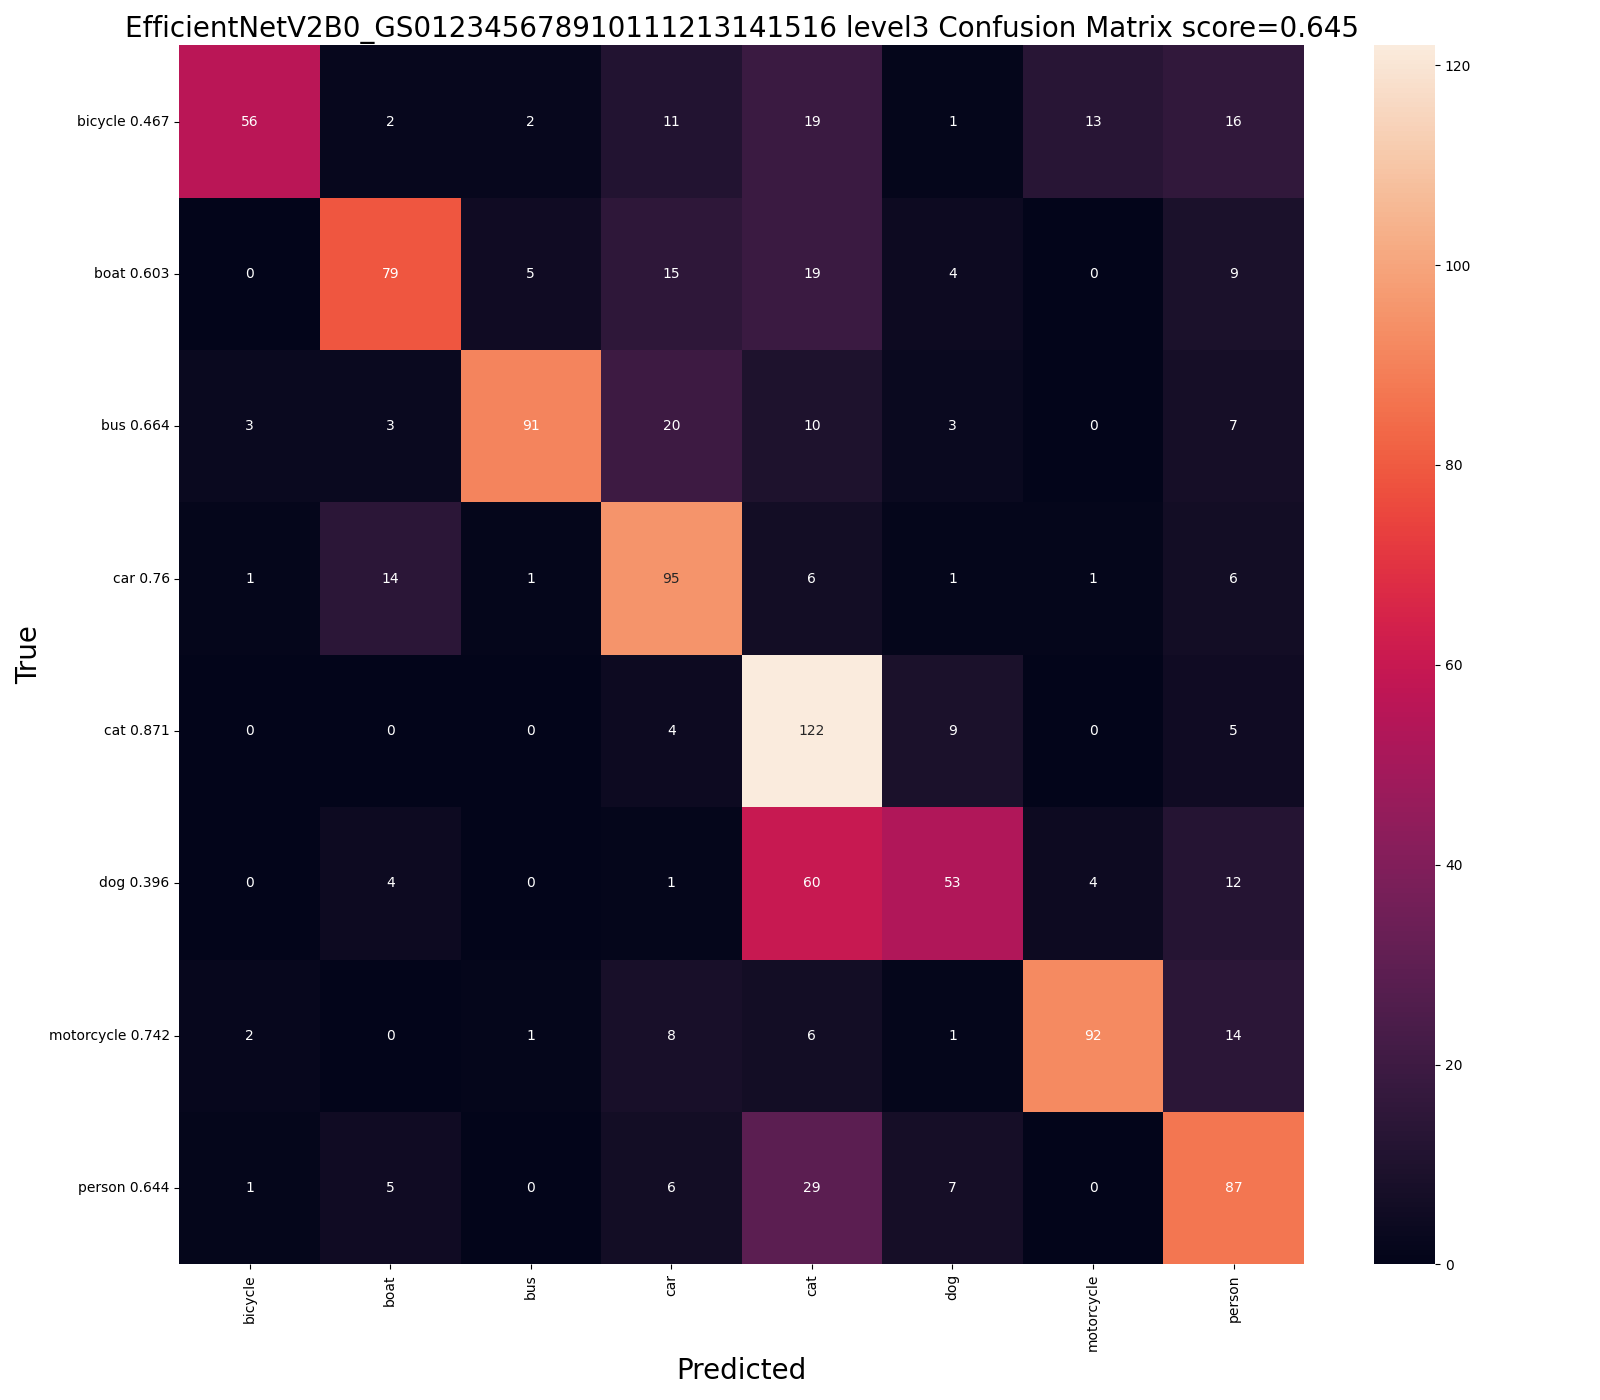 EfficientNetV2B0_GS012345678910111213141516 level3 Confusion Matrix score=0.645
120
bicycle 0.467 56 2 2 11 19 1 13 16
boat 0.603 0 79 5 15 19 4 0 9
100
bus 0.664 3 3 91 20 10 3 0 7
80
car 0.76 1 14 1 95 6 1 1 6
True
60
cat 0.871 0 0 0 4 122 9 0 5
40
dog 0.396 0 4 0 1 60 53 4 12
motorcycle 0.742 2 0 1 8 6 1 92 14
20
person 0.644 1 5 0 6 29 7 0 87
0
bicycle boat bus car cat dog motorcycle person
Predicted